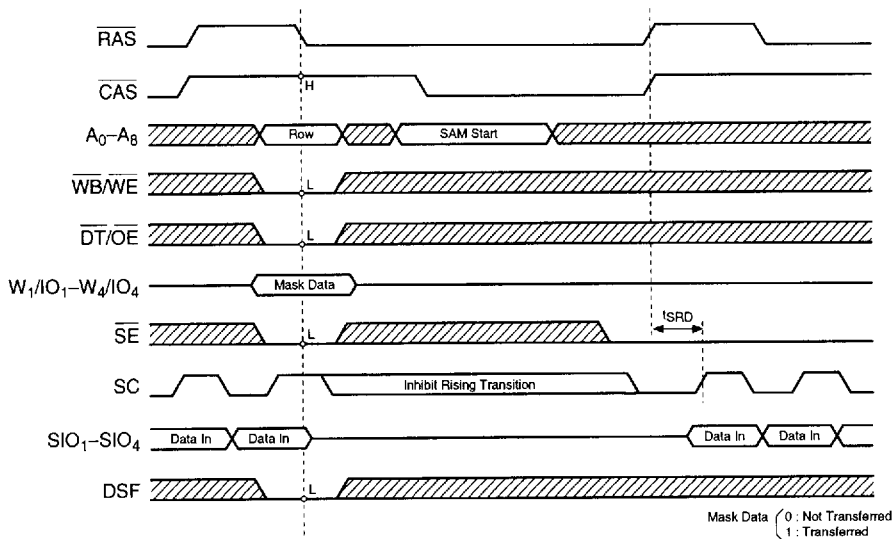 RAS
CAS
H
A0–A8
Row
SAM Start
WB/WE
L
DT/OE
L
W1/IO1–W4/IO4
Mask Data
SE
L
tSRD
SC
Inhibit Rising Transition
SIO1–SIO4
Data In
Data In
Data In
Data In
DSF
L
Mask Data
0 : Not Transferred
1 : Transferred